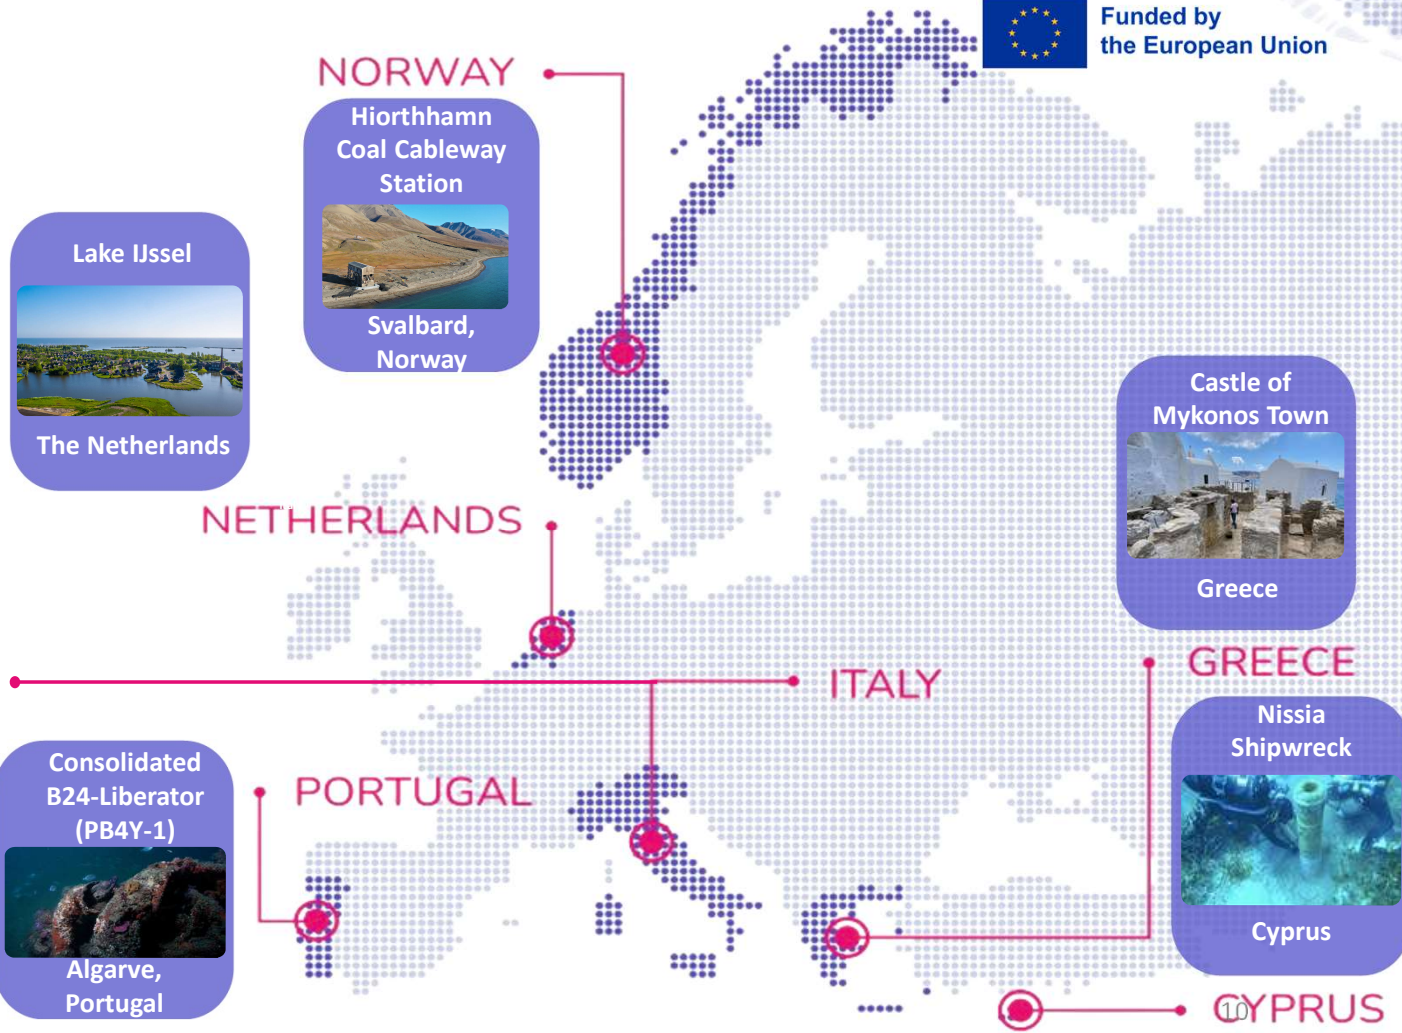 Funded by
the European Union
NORWAY
Hiorthhamn
Coal Cableway
Station
Svalbard,
Norway
Lake IJssel
The Netherlands
NETHERLANDS
Castle of
Mykonos Town
Greece
GREECE
ITALY
Nissia
Shipwreck
Cyprus
PORTUGAL
Consolidated
B24-Liberator
(PB4Y-1)
Algarve,
Portugal
CYPRUS
10